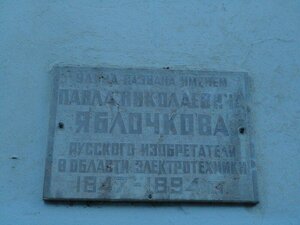 УЛИЦА НАЗВАНА ИМЕНЕМ
ПАВЛА НИКОЛАЕВИЧА
ЯБЛОЧКОВА
РУССКОГО ИЗОБРЕТАТЕЛЯ
В ОБЛАСТИ ЭЛЕКТРОТЕХНИКИ
1847-1894